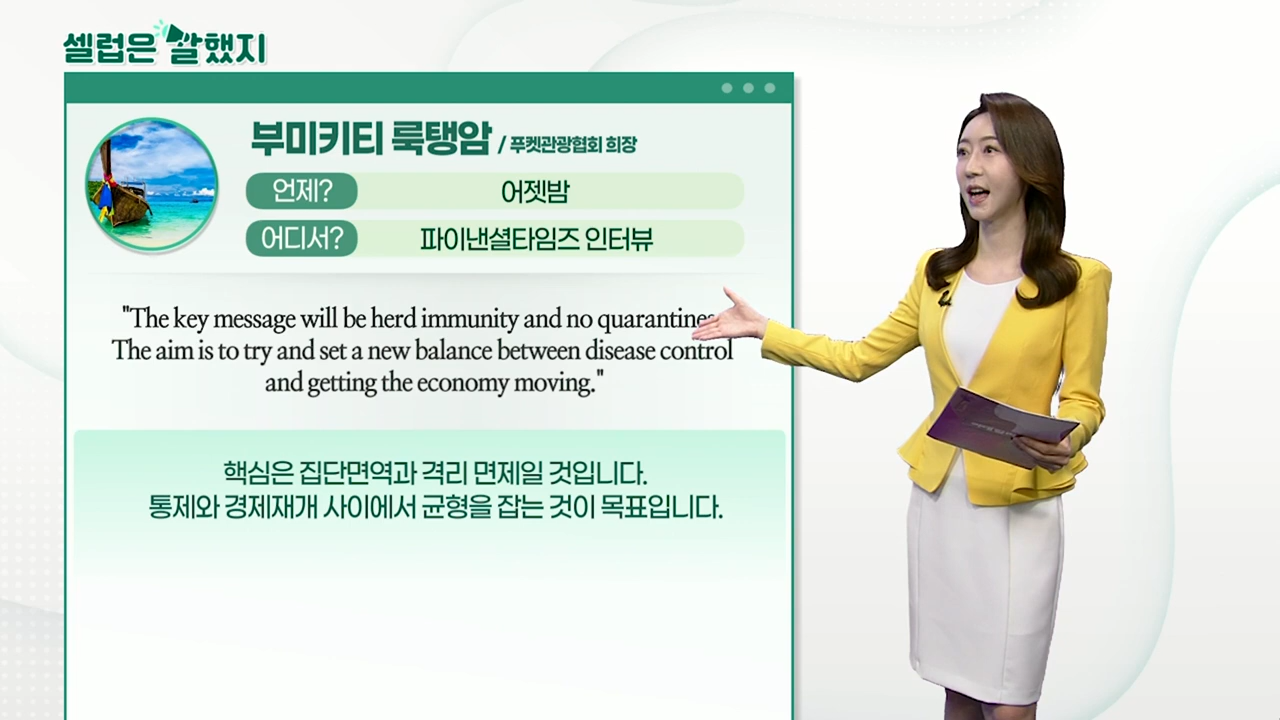 셀럽은 말했지
부미키티 룩탱암 / 푸켓관광협회 회장
언제?
어젯밤
어디서?
파이낸셜타임즈 인터뷰
"The key message will be herd immunity and no quarantine.
The aim is to try and set a new balance between disease control
and getting the economy moving."
핵심은 집단면역과 격리 면제일 것입니다.
통제와 경제재개 사이에서 균형을 잡는 것이 목표입니다.